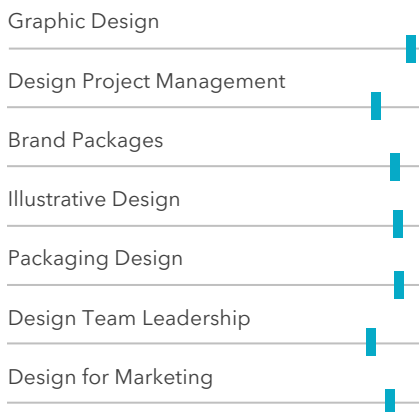 Graphic Design
Design Project Management
Brand Packages
Illustrative Design
Packaging Design
Design Team Leadership
Design for Marketing